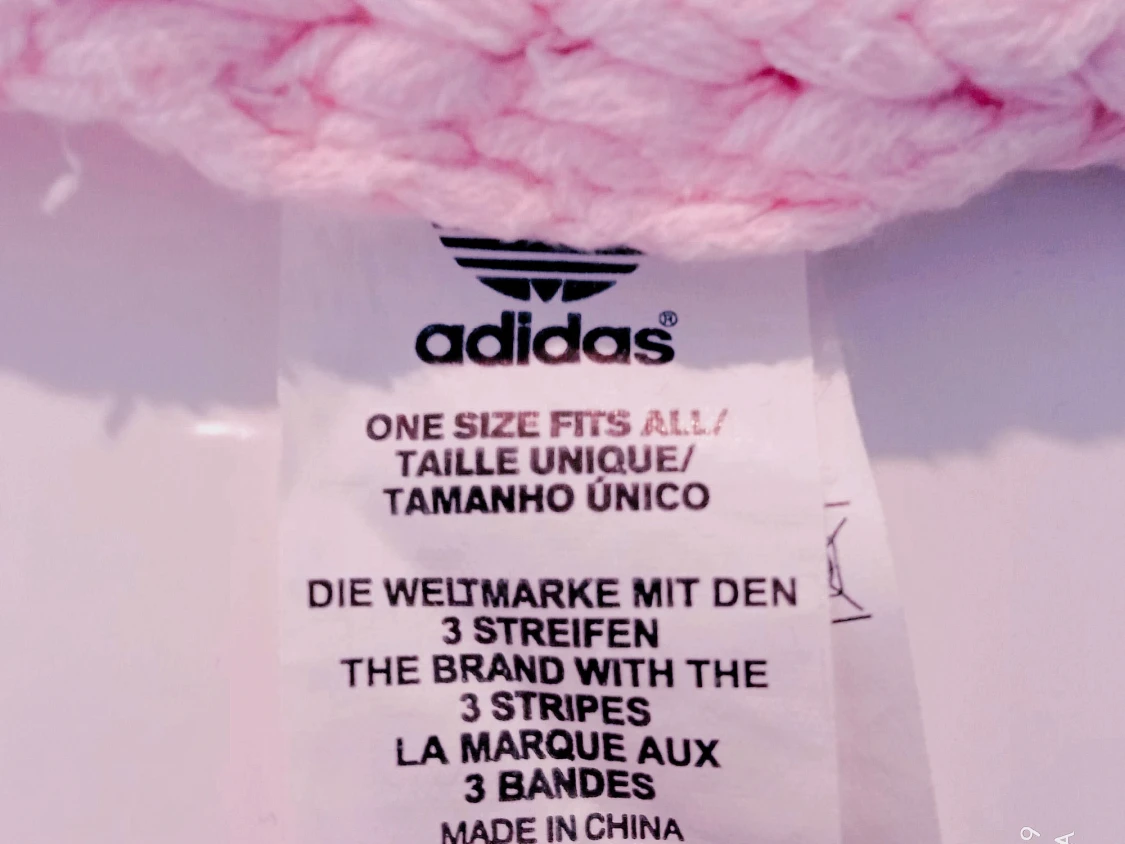 adidas®
ONE SIZE FITS ALL/
TAILLE UNIQUE/
TAMANHO ÚNICO
DIE WELTMARKE MIT DEN
3 STREIFEN
THE BRAND WITH THE
3 STRIPES
LA MARQUE AUX
3 BANDES
MADE IN CHINA
9
A